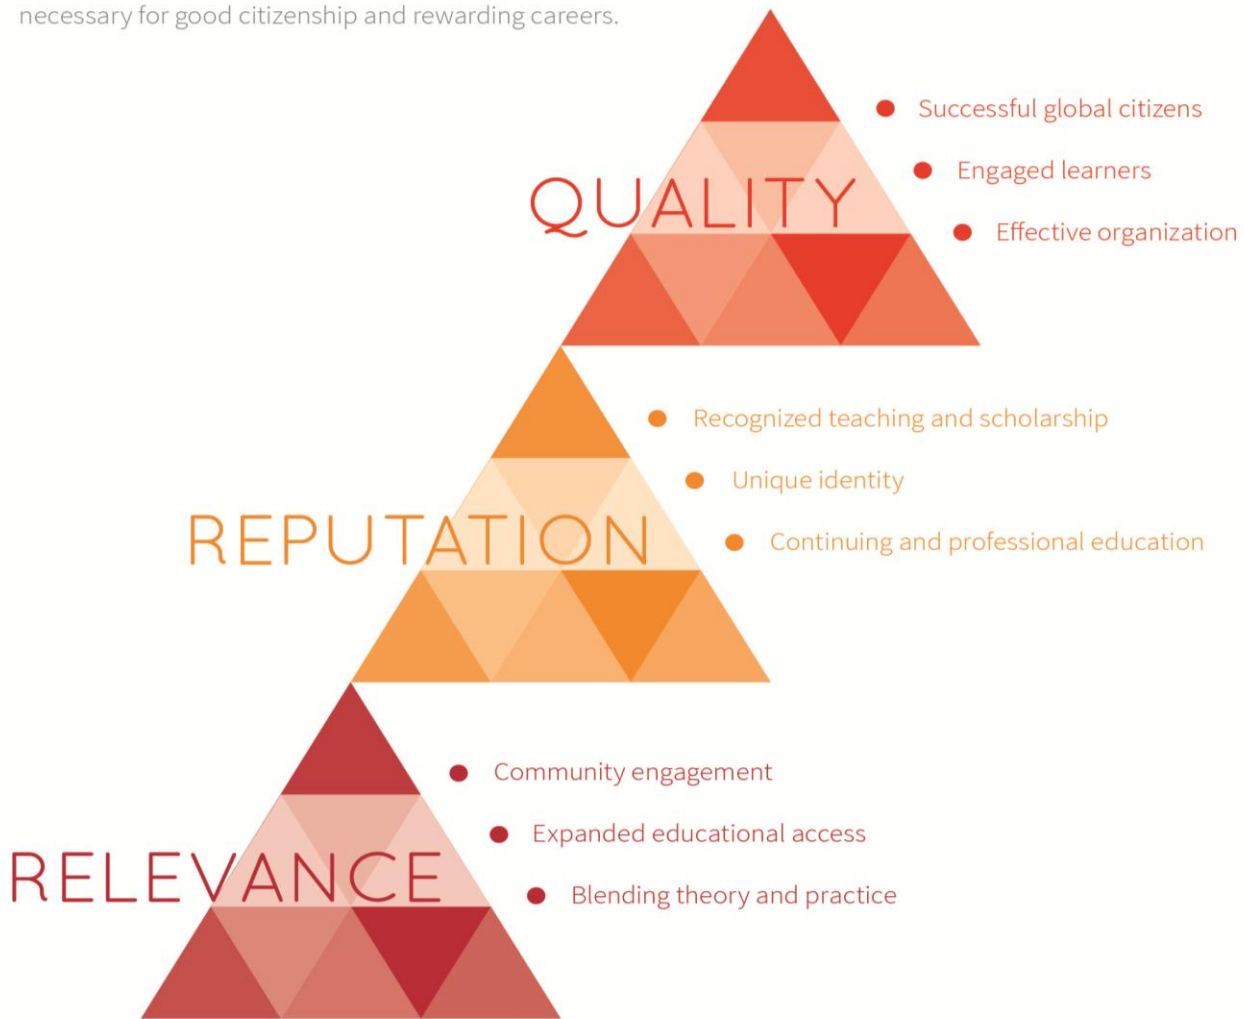 necessary for good citizenship and rewarding careers.
QUALITY
Successful global citizens
Engaged learners
Effective organization
REPUTATION
Recognized teaching and scholarship
Unique identity
Continuing and professional education
RELEVANCE
Community engagement
Expanded educational access
Blending theory and practice